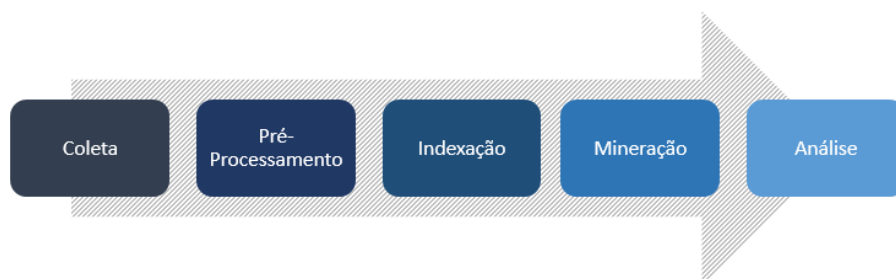 Coleta
Pré-
Processamento
Indexação
Mineração
Análise